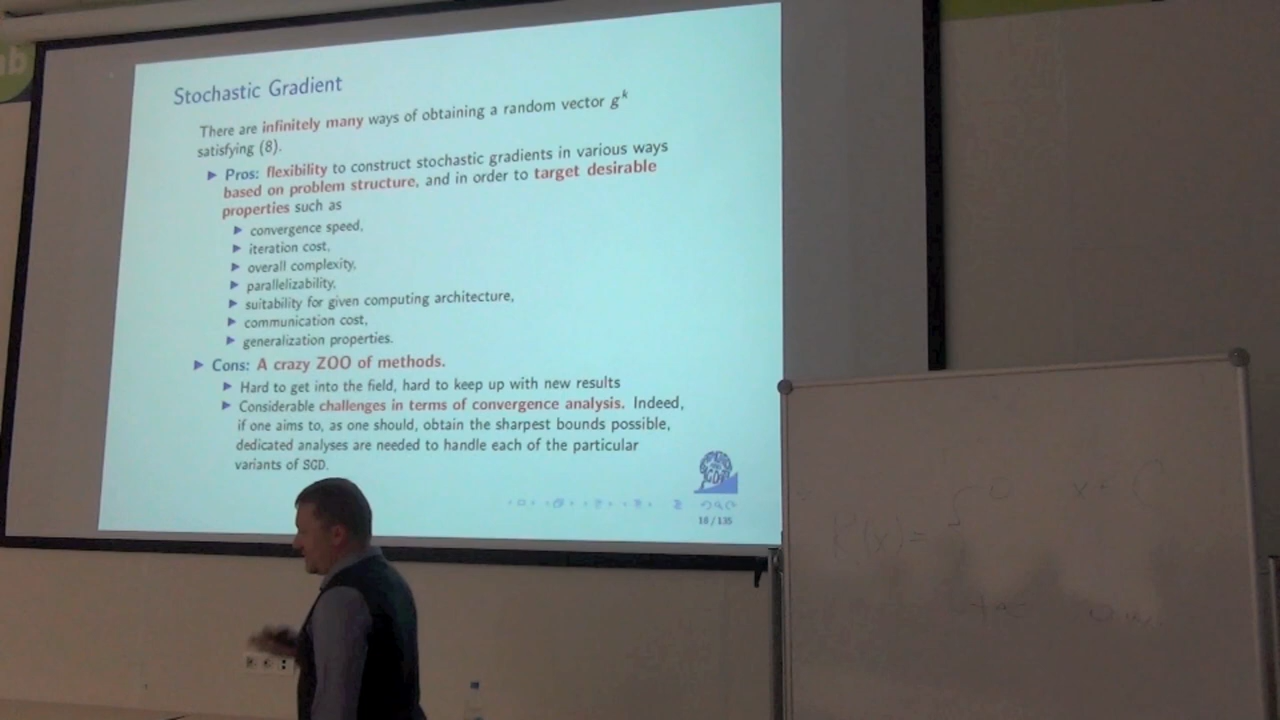 Stochastic Gradient
There are infinitely many ways of obtaining a random vector g^k
satisfying (8).
▶ Pros: flexibility to construct stochastic gradients in various ways
based on problem structure, and in order to target desirable
properties such as
▶ convergence speed,
▶ iteration cost,
▶ overall complexity,
▶ parallelizability,
▶ suitability for given computing architecture,
▶ communication cost,
▶ generalization properties.
▶ Cons: A crazy ZOO of methods.
▶ Hard to get into the field, hard to keep up with new results
▶ Considerable challenges in terms of convergence analysis. Indeed,
if one aims to, as one should, obtain the sharpest bounds possible,
dedicated analyses are needed to handle each of the particular
variants of SGD.
SGD
18 / 135